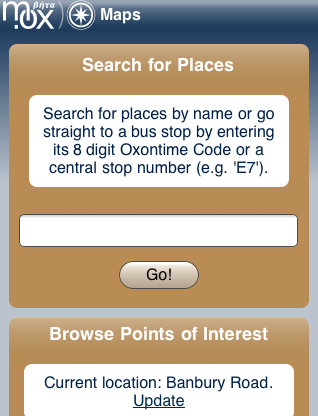 m.ox βήτα Maps
Search for Places
Search for places by name or go
straight to a bus stop by entering
its 8 digit Oxontime Code or a
central stop number (e.g. 'E7').
Go!
Browse Points of Interest
Current location: Banbury Road.
Update